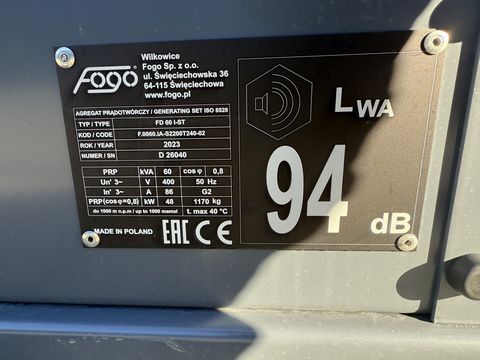 FOGO
Wilkowice
Fogo Sp. z o.o.
ul. Święciechowska 36
64-115 Święciechowa
www.fogo.pl
AGREGAT PRĄDOTWÓRCZY / GENERATING SET ISO 8528
TYP / TYPE FD 60 I-ST
KOD / CODE F.0060.IA-S2200T240-02
ROK / YEAR 2023
NUMER / SN D 26040
PRP kVA 60 cos φ 0,8
Un' 3~ V 400 50 Hz
In' 3~ A 86 G2
PRP(cosφ=0,8) kW 48 1170 kg
do 1000 m n.p.m / up to 1000 mamsl t. max 40 °C
MADE IN POLAND EAC CE
LWA
94 dB